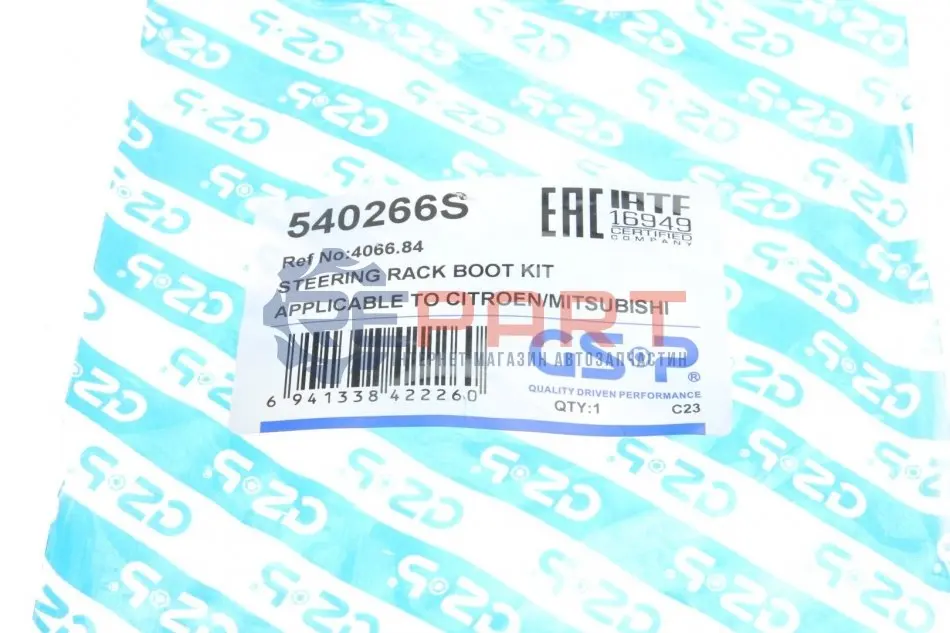 540266S
EAC
IATF
16949
CERTIFIED
COMPANY
Ref No:4066.84
STEERING RACK BOOT KIT
APPLICABLE TO CITROEN/MITSUBISHI
GEPART
ИНТЕРНЕТ МАГАЗИН АВТОЗАПЧАСТИН
GSP®
QUALITY DRIVEN PERFORMANCE
6 941338 422260
QTY:1
C23